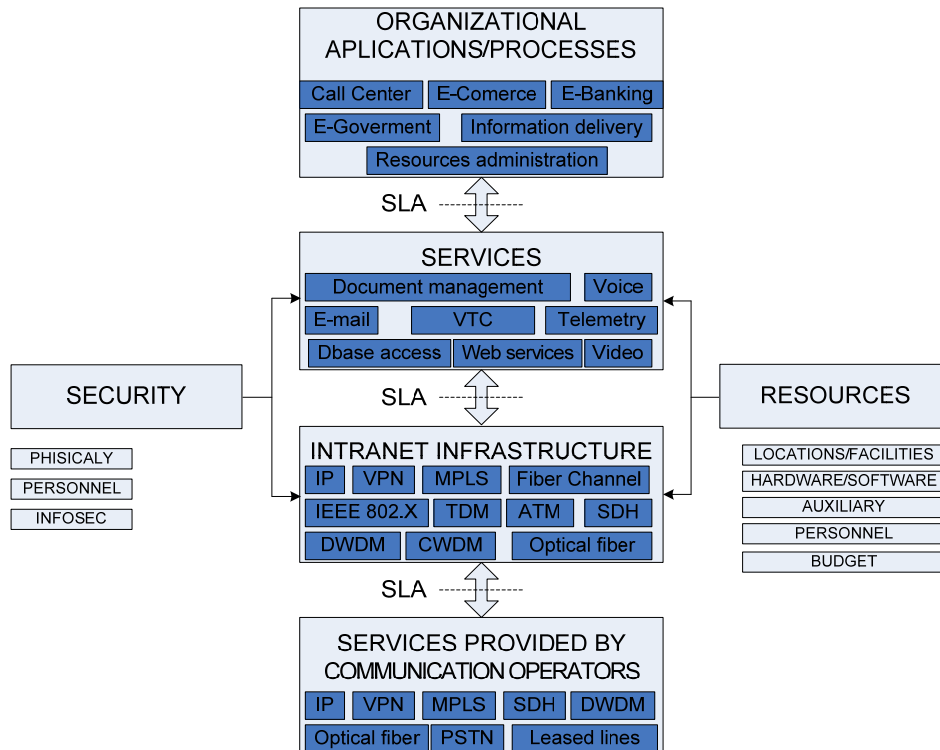 ORGANIZATIONAL
APLICATIONS/PROCESSES
Call Center
E-Comerce
E-Banking
E-Goverment
Information delivery
Resources administration
SLA
SERVICES
Document management
Voice
E-mail
VTC
Telemetry
Dbase access
Web services
Video
SECURITY
PHISICALY
PERSONNEL
INFOSEC
SLA
RESOURCES
LOCATIONS/FACILITIES
HARDWARE/SOFTWARE
AUXILIARY
PERSONNEL
BUDGET
INTRANET INFRASTRUCTURE
IP
VPN
MPLS
Fiber Channel
IEEE 802.X
TDM
ATM
SDH
DWDM
CWDM
Optical fiber
SLA
SERVICES PROVIDED BY
COMMUNICATION OPERATORS
IP
VPN
MPLS
SDH
DWDM
Optical fiber
PSTN
Leased lines